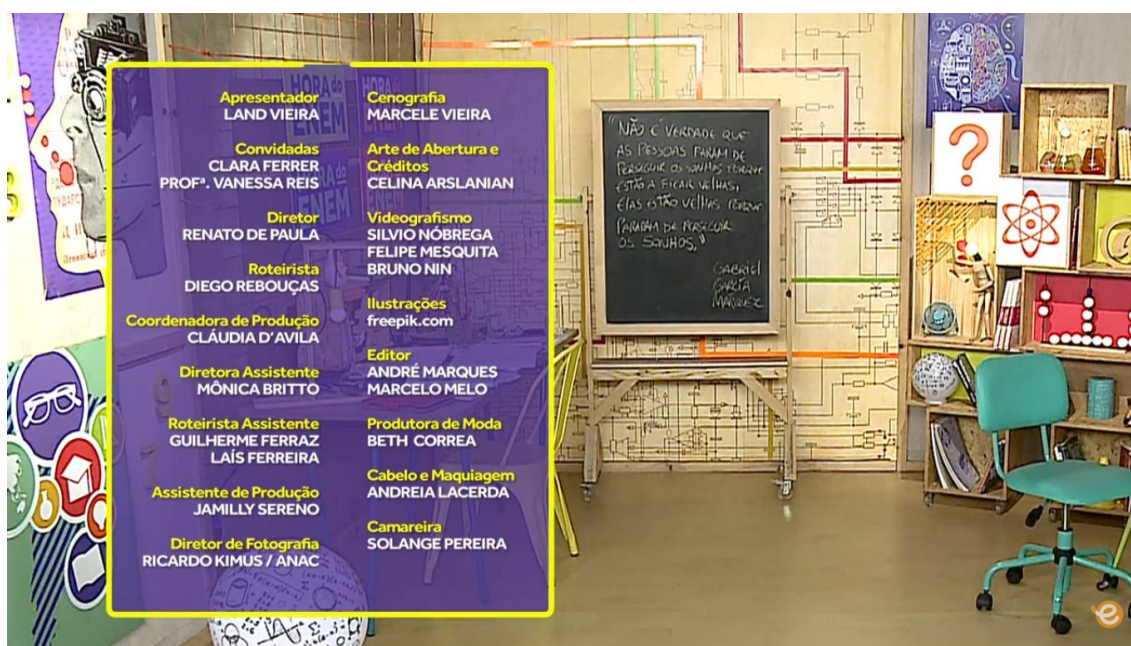 Apresentador
LAND VIEIRA
Convidadas
CLARA FERRER
PROFª. VANESSA REIS
Diretor
RENATO DE PAULA
Roteirista
DIEGO REBOUÇAS
Coordenadora de Produção
CLÁUDIA D'AVILA
Diretora Assistente
MÔNICA BRITTO
Roteirista Assistente
GUILHERME FERRAZ
LAÍS FERREIRA
Assistente de Produção
JAMILLY SERENO
Diretor de Fotografia
RICARDO KIMUS / ANAC
Cenografia
MARCELE VIEIRA
Arte de Abertura e
Créditos
CELINA ARSLANIAN
Videografismo
SILVIO NÓBREGA
FELIPE MESQUITA
BRUNO NIN
Ilustrações
freepik.com
Editor
ANDRÉ MARQUES
MARCELO MELO
Produtora de Moda
BETH CORREA
Cabelo e Maquiagem
ANDREIA LACERDA
Camareira
SOLANGE PEREIRA
HORA do
ENEM
"NÃO É VERDADE QUE
AS PESSOAS PARAM DE
PERSEGUIR OS SONHOS PORQUE
ESTÃO A FICAR VELHAS,
ELAS ESTÃO VELHAS PORQUE
PARARAM DE PERSEGUIR
OS SONHOS."
GABRIEL
GARCÍA
MARQUEZ
?
e